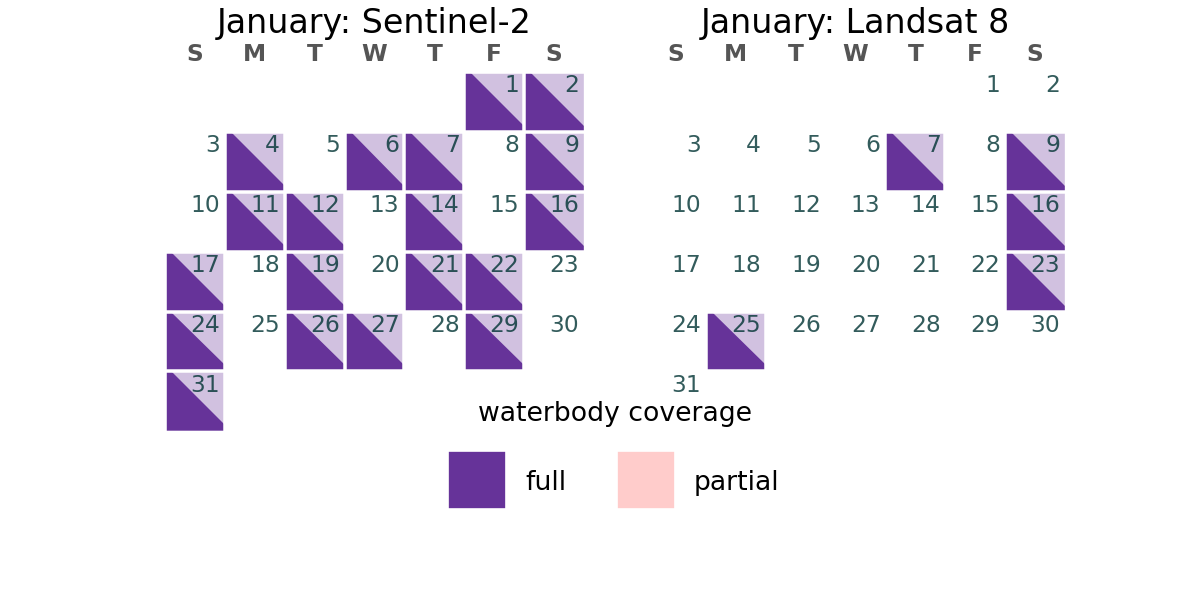 January: Sentinel-2
S M T W T F S
1 2
3 4 5 6 7 8 9
10 11 12 13 14 15 16
17 18 19 20 21 22 23
24 25 26 27 28 29 30
31
January: Landsat 8
S M T W T F S
1 2
3 4 5 6 7 8 9
10 11 12 13 14 15 16
17 18 19 20 21 22 23
24 25 26 27 28 29 30
31
waterbody coverage
full partial